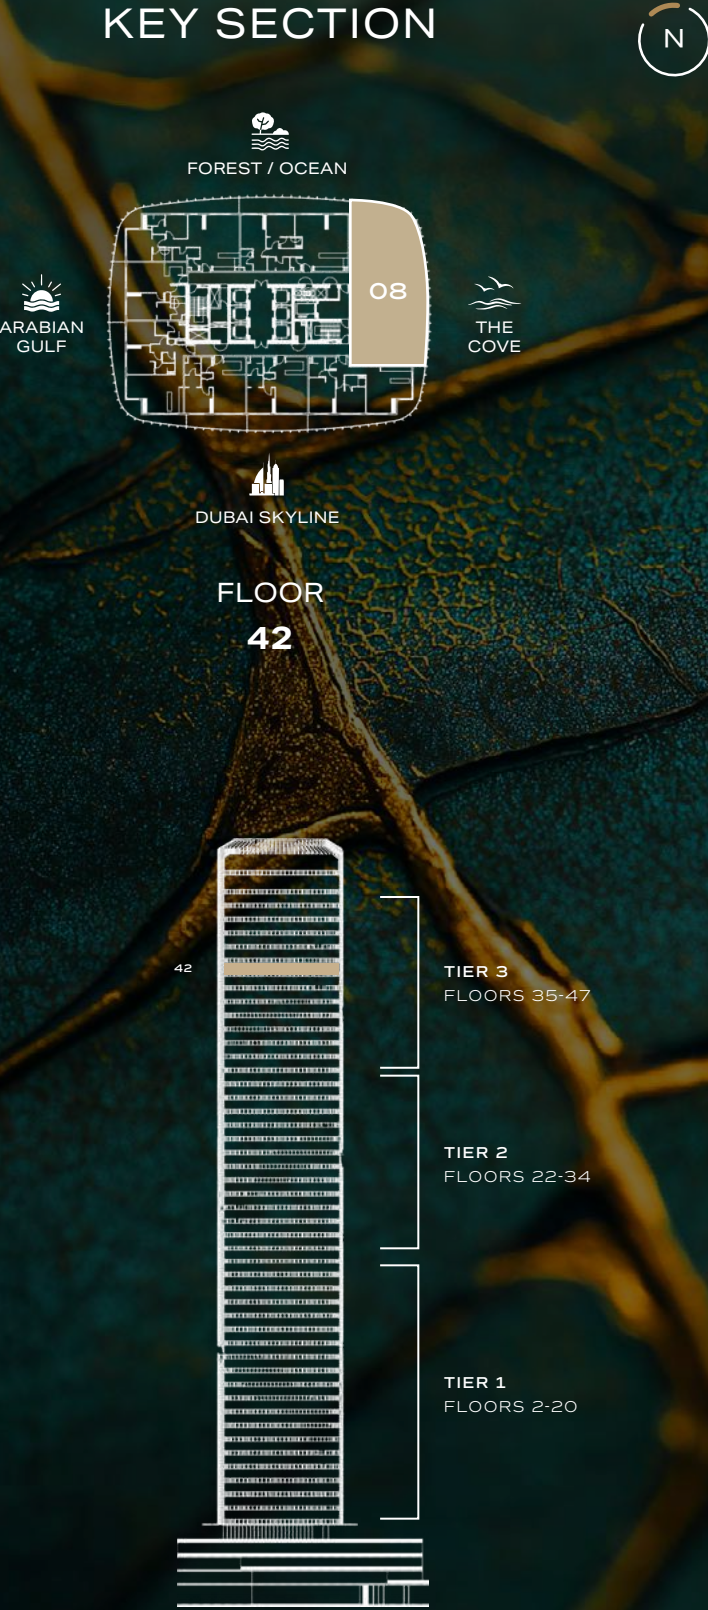 KEY SECTION
N
FOREST / OCEAN
08
ARABIAN
GULF
THE
COVE
DUBAI SKYLINE
FLOOR
42
42
TIER 3
FLOORS 35-47
TIER 2
FLOORS 22-34
TIER 1
FLOORS 2-20